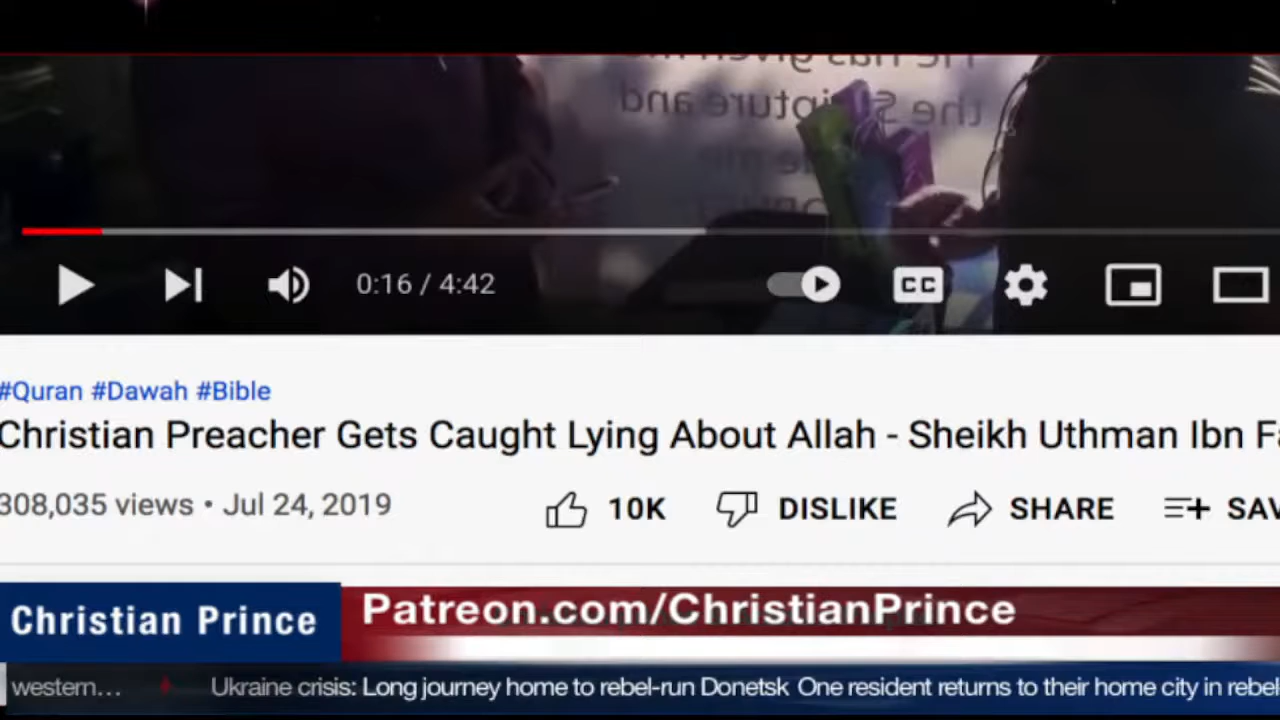 0:16 / 4:42
CC
#Quran #Dawah #Bible
Christian Preacher Gets Caught Lying About Allah - Sheikh Uthman Ibn
308,035 views • Jul 24, 2019 10K DISLIKE SHARE
Christian Prince Patreon.com/ChristianPrince
western... Ukraine crisis: Long journey home to rebel-run Donetsk One resident returns to their home city in rebel